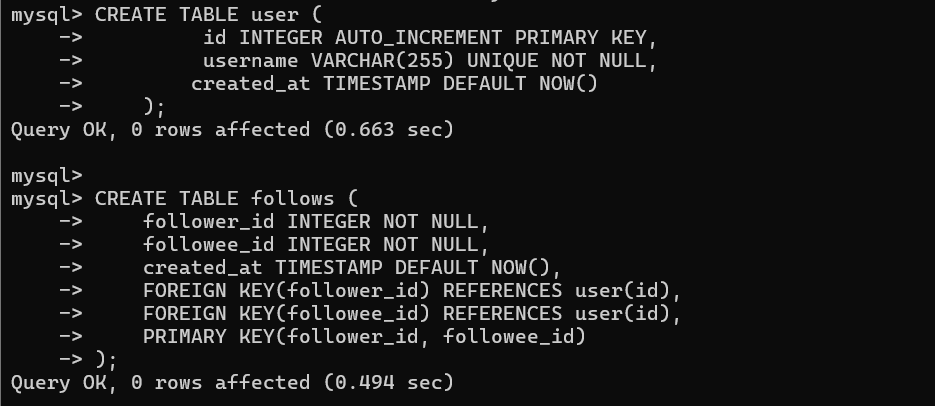 mysql> CREATE TABLE user (
    ->          id INTEGER AUTO_INCREMENT PRIMARY KEY,
    ->          username VARCHAR(255) UNIQUE NOT NULL,
    ->         created_at TIMESTAMP DEFAULT NOW()
    ->     );
Query OK, 0 rows affected (0.663 sec)

mysql>
mysql> CREATE TABLE follows (
    ->     follower_id INTEGER NOT NULL,
    ->     followee_id INTEGER NOT NULL,
    ->     created_at TIMESTAMP DEFAULT NOW(),
    ->     FOREIGN KEY(follower_id) REFERENCES user(id),
    ->     FOREIGN KEY(followee_id) REFERENCES user(id),
    ->     PRIMARY KEY(follower_id, followee_id)
    -> );
Query OK, 0 rows affected (0.494 sec)